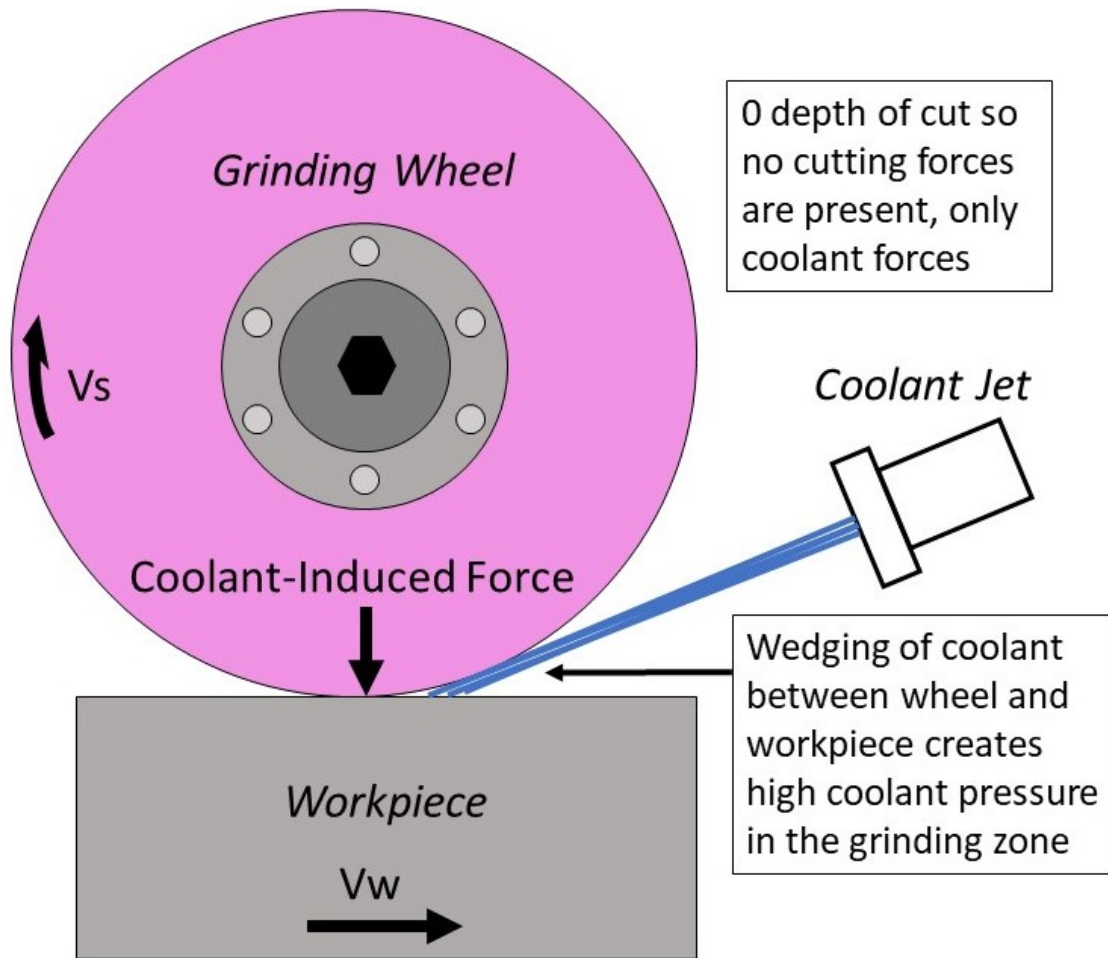 Grinding Wheel
0 depth of cut so
no cutting forces
are present, only
coolant forces
Vs
Coolant Jet
Coolant-Induced Force
Wedging of coolant
between wheel and
workpiece creates
high coolant pressure
in the grinding zone
Workpiece
Vw